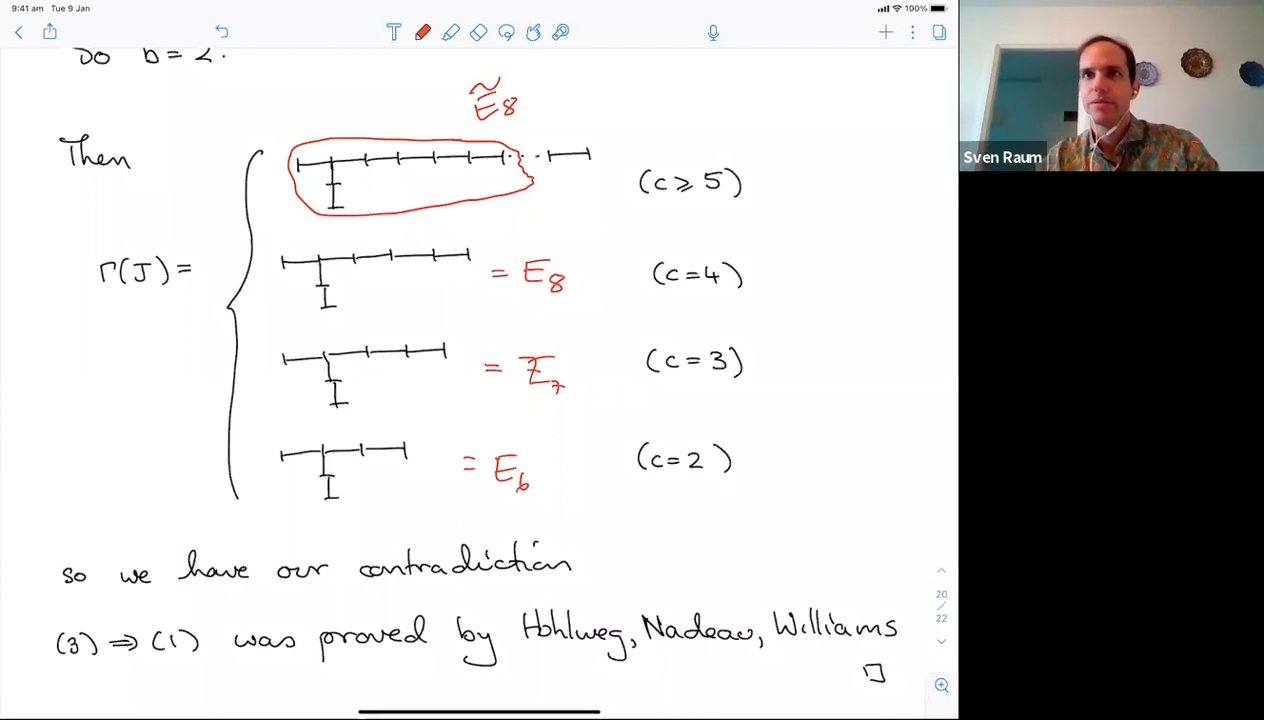 9:41 am Tue 9 Jan
100%
So b = 2.
Ẽ8
Then
(c ⩾ 5)
Γ(J) =
= E8
(c = 4)
= E7
(c = 3)
= E6
(c = 2)
so we have our contradiction
(3) ⇒ (1) was proved by Hohlweg, Nadeau, Williams
□
20
/
22
Sven Raum